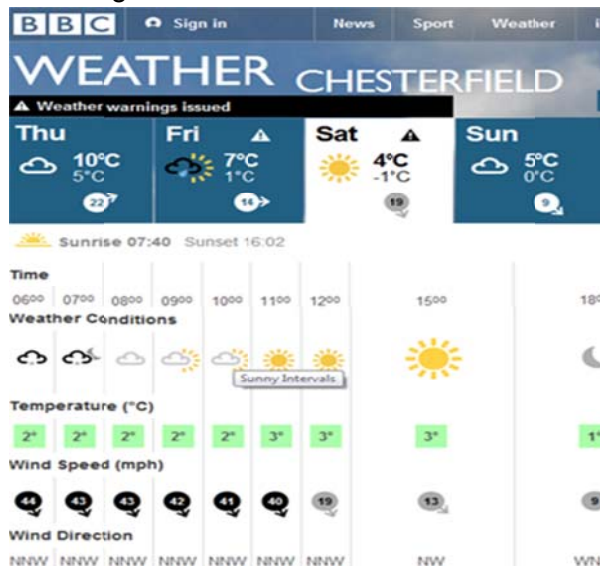 BBC Sign in News Sport Weather
WEATHER CHESTERFIELD
Weather warnings issued
Thu Fri Sat Sun
10°C 7°C 4°C 5°C
5°C 1°C -1°C 0°C
22 16 19 9
Sunrise 07:40 Sunset 16:02
Time
0600 0700 0800 0900 1000 1100 1200 1500 180
Weather Conditions
Sunny Intervals
Temperature (°C)
2° 2° 2° 2° 2° 3° 3° 3° 1°
Wind Speed (mph)
44 43 43 42 41 40 19 13 9
Wind Direction
NNW NNW NNW NNW NNW NNW NNW NW WN